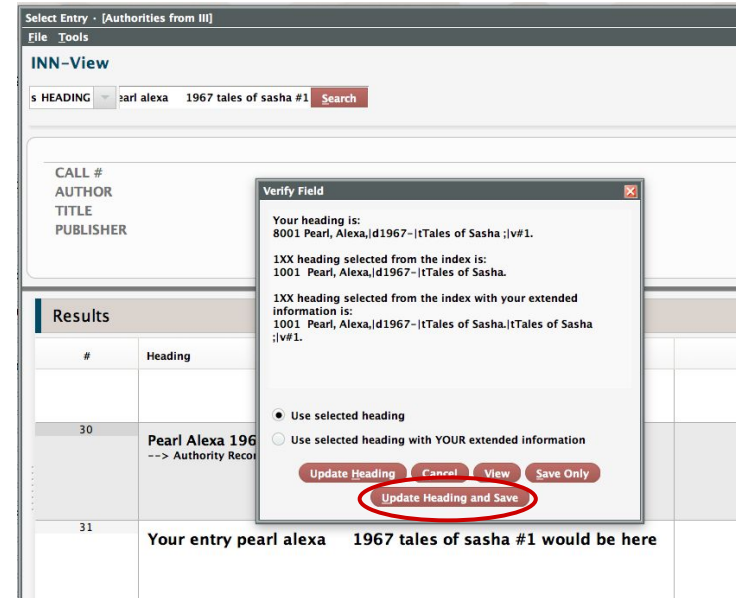 Select Entry · [Authorities from III]
File Tools
INN-View
s HEADING earl alexa 1967 tales of sasha #1 Search
CALL #
AUTHOR
TITLE
PUBLISHER
Verify Field
Your heading is:
8001 Pearl, Alexa,|d1967-|tTales of Sasha ;|v#1.
1XX heading selected from the index is:
1001 Pearl, Alexa,|d1967-|tTales of Sasha.
1XX heading selected from the index with your extended
information is:
1001 Pearl, Alexa,|d1967-|tTales of Sasha.|tTales of Sasha
;|v#1.
Use selected heading
Use selected heading with YOUR extended information
Update Heading Cancel View Save Only
Update Heading and Save
Results
# Heading
30
Pearl Alexa 196
--> Authority Recor
31
Your entry pearl alexa 1967 tales of sasha #1 would be here